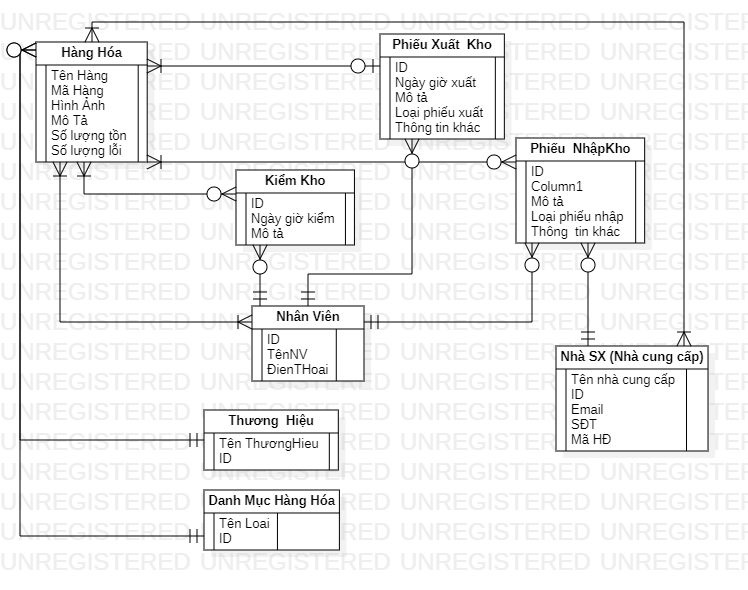 Hàng Hóa
Tên Hàng
Mã Hàng
Hình Ảnh
Mô Tả
Số lượng tồn
Số lượng lỗi
Phiếu Xuất Kho
ID
Ngày giờ xuất
Mô tả
Loại phiếu xuất
Thông tin khác
Phiếu NhậpKho
ID
Column1
Mô tả
Loại phiếu nhập
Thông tin khác
Kiểm Kho
ID
Ngày giờ kiểm
Mô tả
Nhân Viên
ID
TênNV
ĐienTHoai
Nhà SX (Nhà cung cấp)
Tên nhà cung cấp
ID
Email
SĐT
Mã HĐ
Thương Hiệu
Tên ThươngHieu
ID
Danh Mục Hàng Hóa
Tên Loai
ID
UNREGISTERED